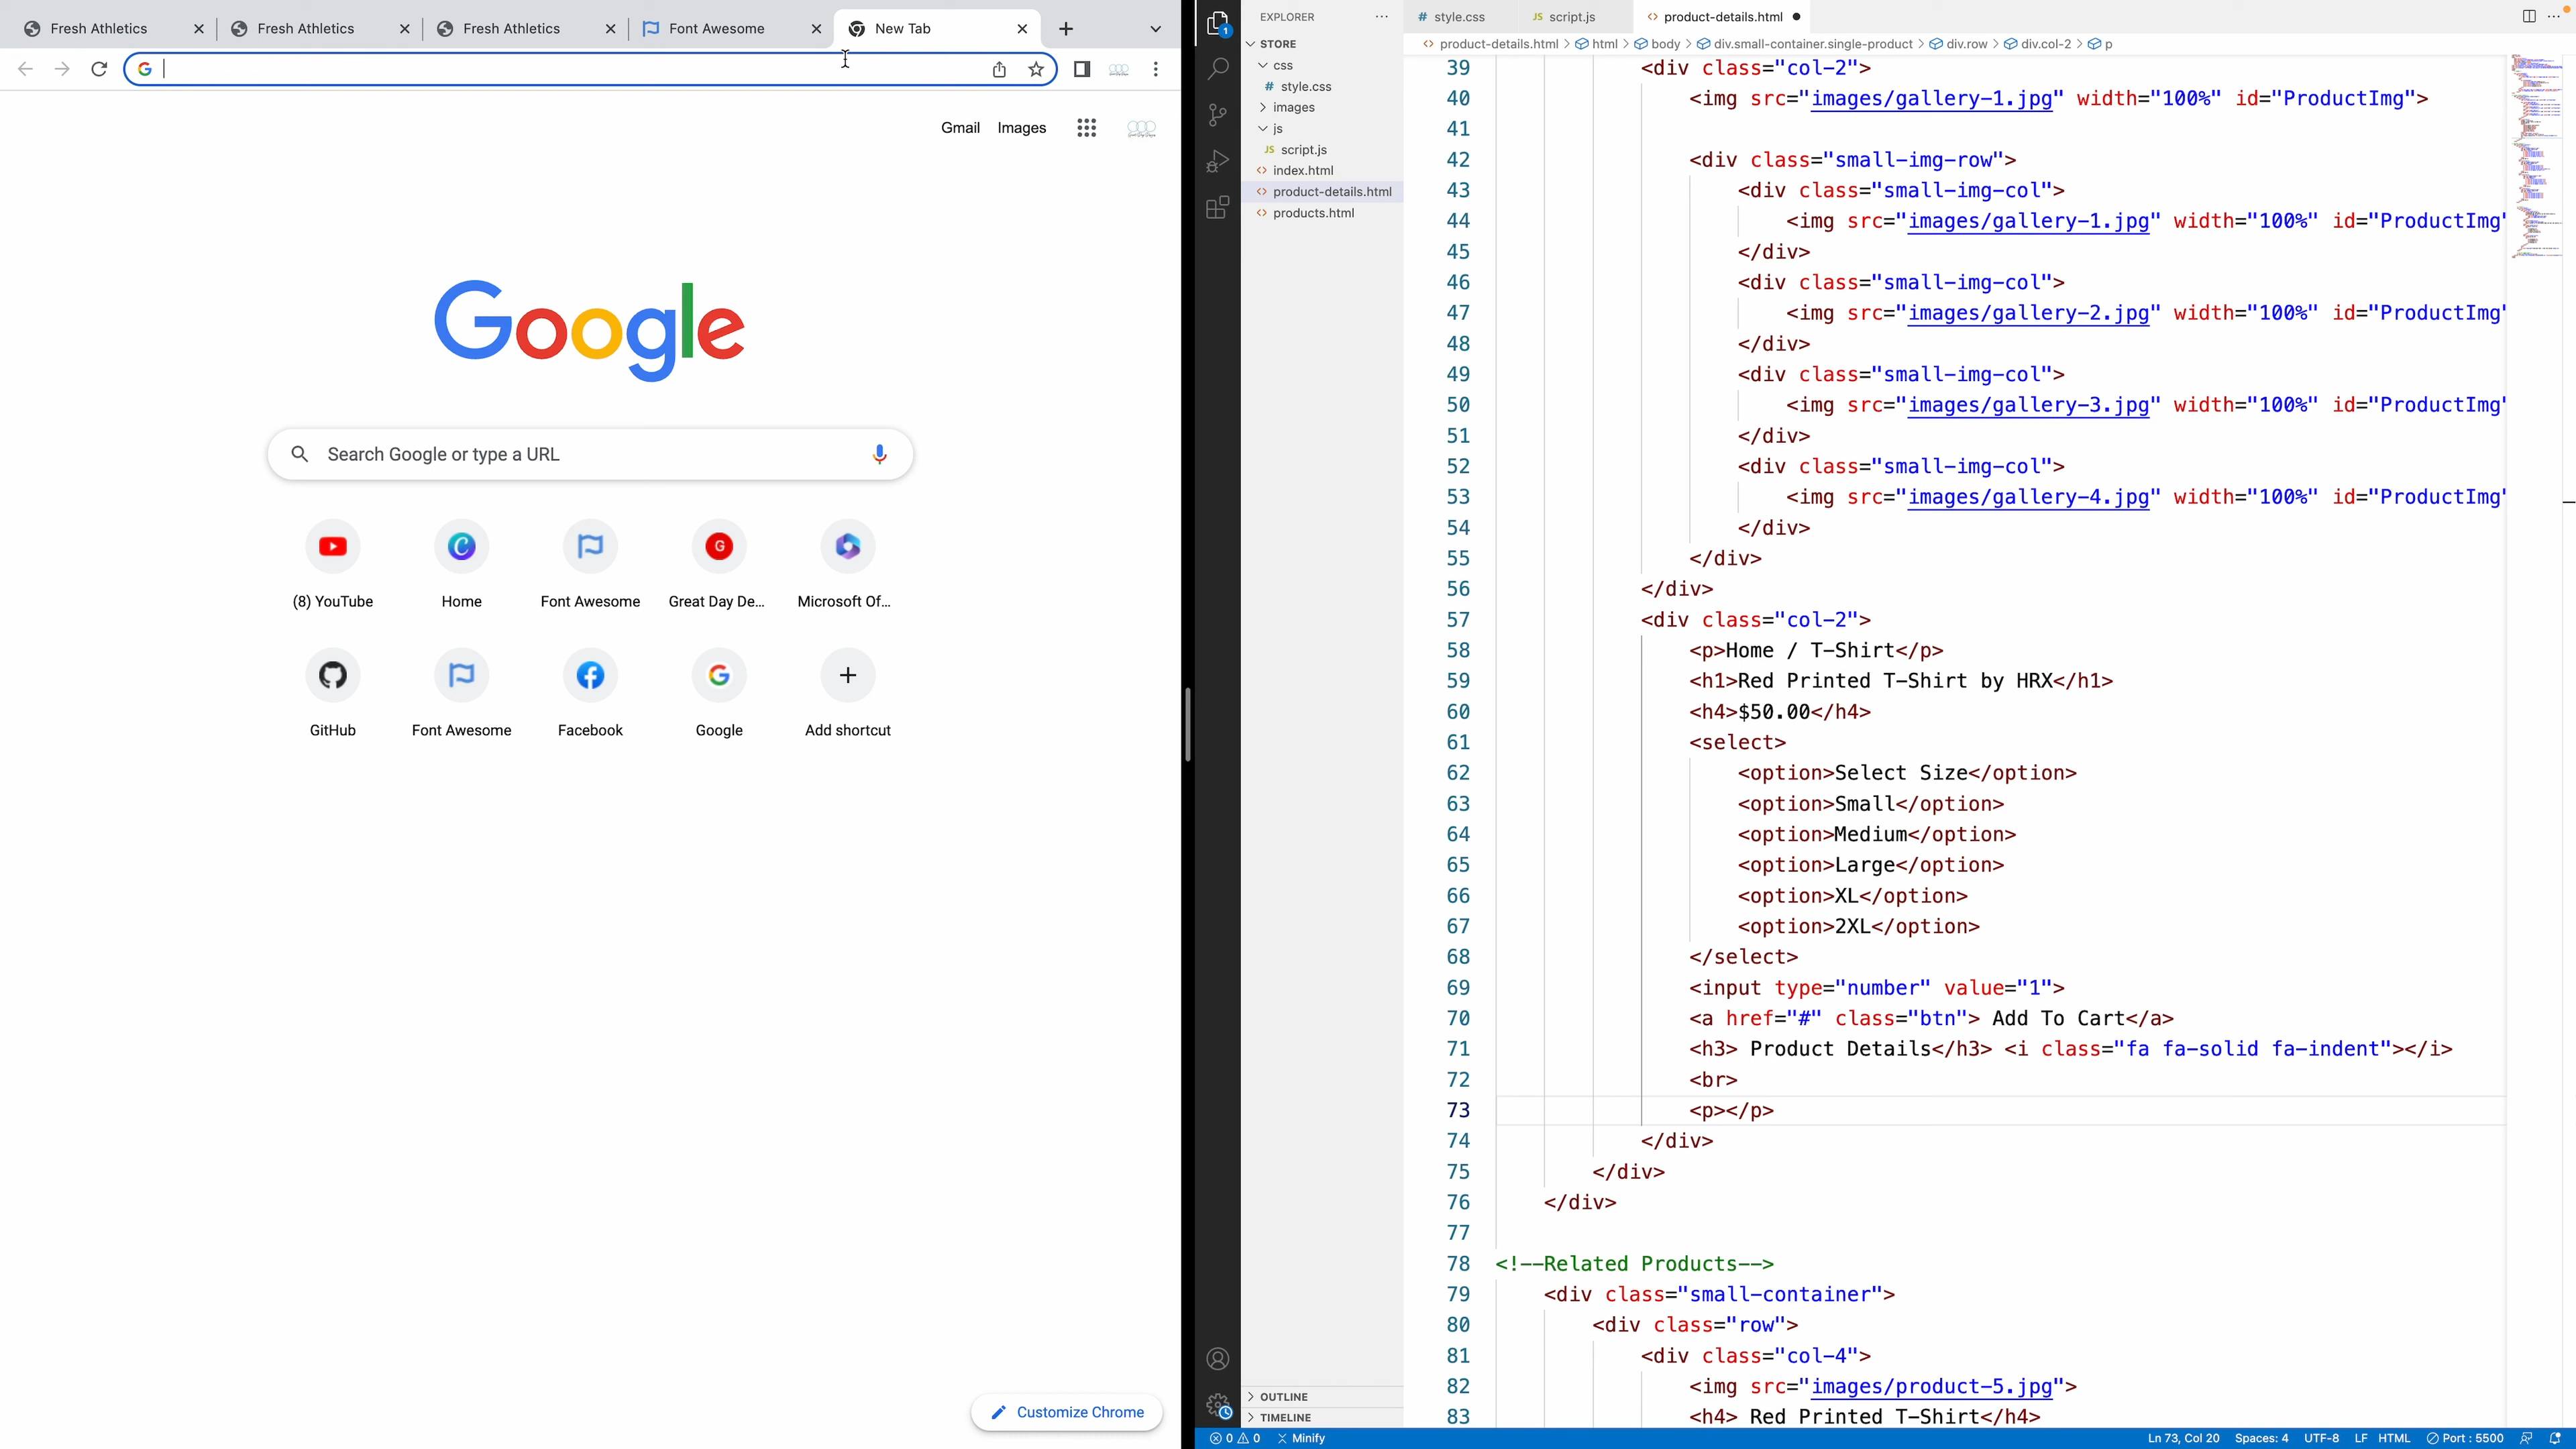 Fresh Athletics
Fresh Athletics
Fresh Athletics
Font Awesome
New Tab
Gmail Images
Google
Search Google or type a URL
(8) YouTube
Home
Font Awesome
Great Day De...
Microsoft Of...
GitHub
Font Awesome
Facebook
Google
Add shortcut
Customize Chrome
EXPLORER
STORE
css
# style.css
images
js
JS script.js
<> index.html
<> product-details.html
<> products.html
OUTLINE
TIMELINE
# style.css
JS script.js
<> product-details.html
<> product-details.html > html > body > div.small-container.single-product > div.row > div.col-2 > p
39 <div class="col-2">
40 <img src="images/gallery-1.jpg" width="100%" id="ProductImg">
41
42 <div class="small-img-row">
43 <div class="small-img-col">
44 <img src="images/gallery-1.jpg" width="100%" id="ProductImg"
45 </div>
46 <div class="small-img-col">
47 <img src="images/gallery-2.jpg" width="100%" id="ProductImg"
48 </div>
49 <div class="small-img-col">
50 <img src="images/gallery-3.jpg" width="100%" id="ProductImg"
51 </div>
52 <div class="small-img-col">
53 <img src="images/gallery-4.jpg" width="100%" id="ProductImg"
54 </div>
55 </div>
56 </div>
57 <div class="col-2">
58 <p>Home / T-Shirt</p>
59 <h1>Red Printed T-Shirt by HRX</h1>
60 <h4>$50.00</h4>
61 <select>
62 <option>Select Size</option>
63 <option>Small</option>
64 <option>Medium</option>
65 <option>Large</option>
66 <option>XL</option>
67 <option>2XL</option>
68 </select>
69 <input type="number" value="1">
70 <a href="#" class="btn"> Add To Cart</a>
71 <h3> Product Details</h3> <i class="fa fa-solid fa-indent"></i>
72 <br>
73 <p></p>
74 </div>
75 </div>
76 </div>
77
78 <!--Related Products-->
79 <div class="small-container">
80 <div class="row">
81 <div class="col-4">
82 <img src="images/product-5.jpg">
83 <h4> Red Printed T-Shirt</h4>
0 0 Minify
Ln 73, Col 20 Spaces: 4 UTF-8 LF HTML Port : 5500